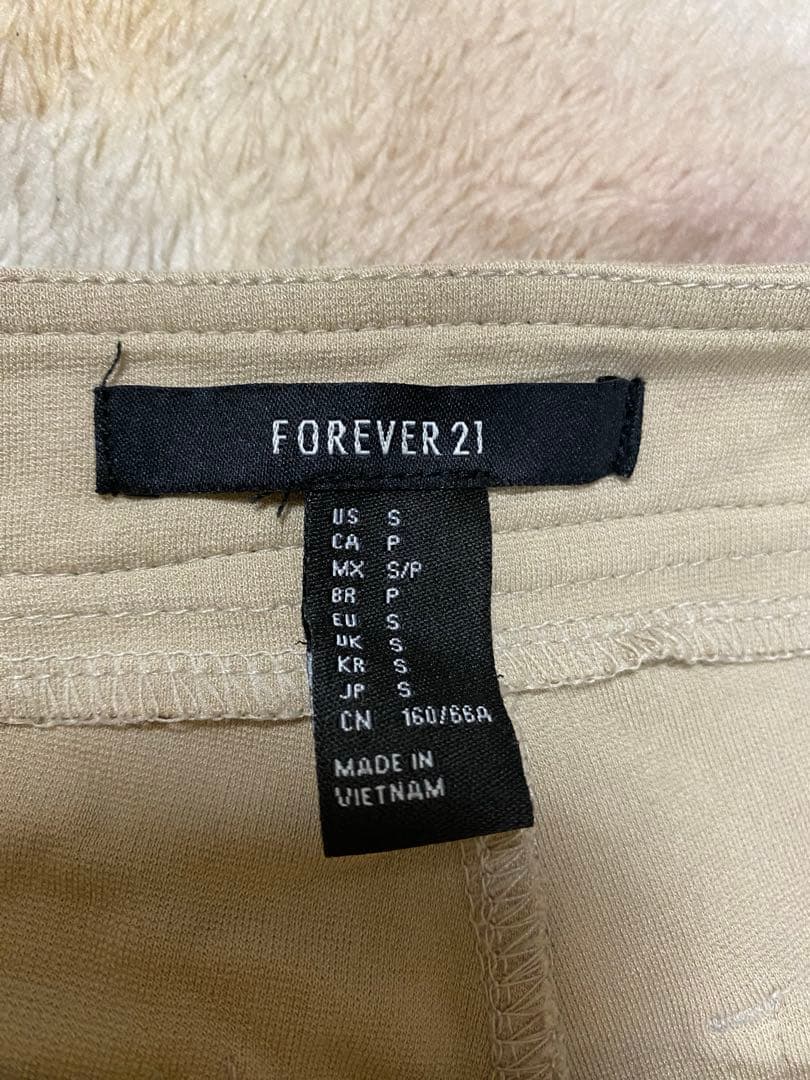 FOREVER 21
US S
CA P
MX S/P
BR P
EU S
UK S
KR S
JP S
CN 160/66A
MADE IN
VIETNAM